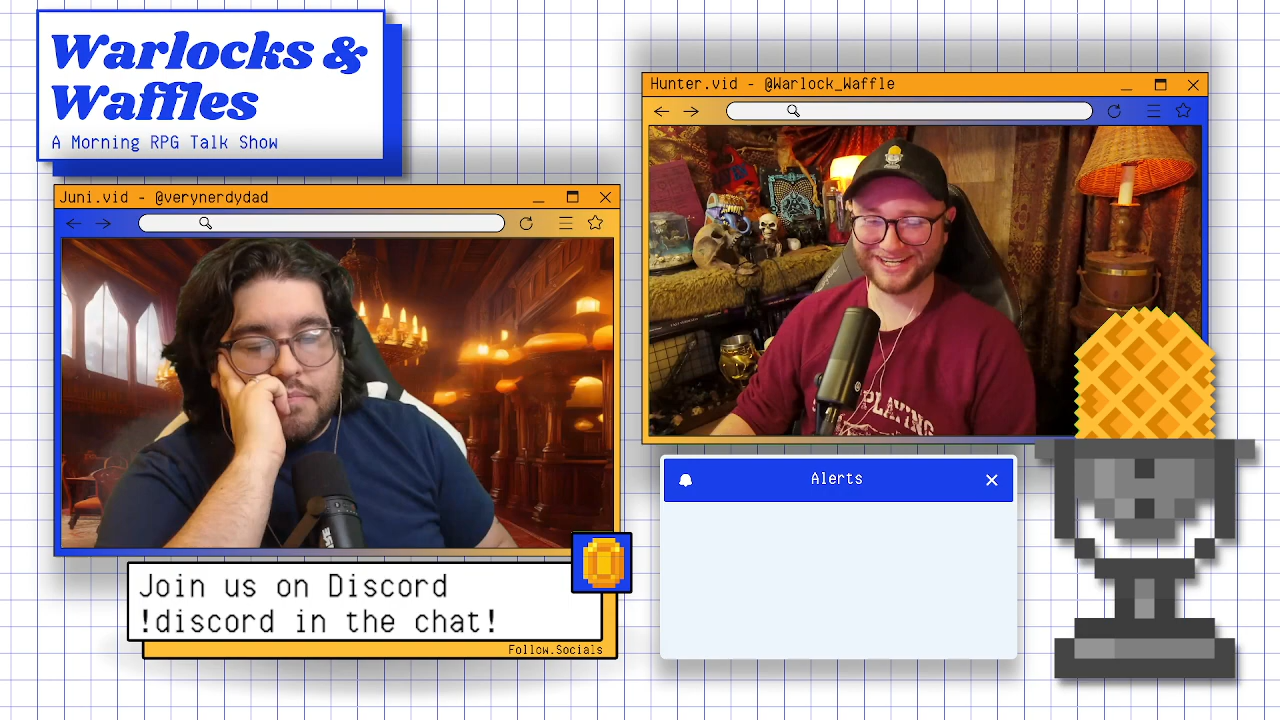 Warlocks &
Waffles
A Morning RPG Talk Show
Hunter.vid - @Warlock_Waffle
Juni.vid - @verynerdydad
PLAYING
Alerts
Join us on Discord
!discord in the chat!
Follow.Socials